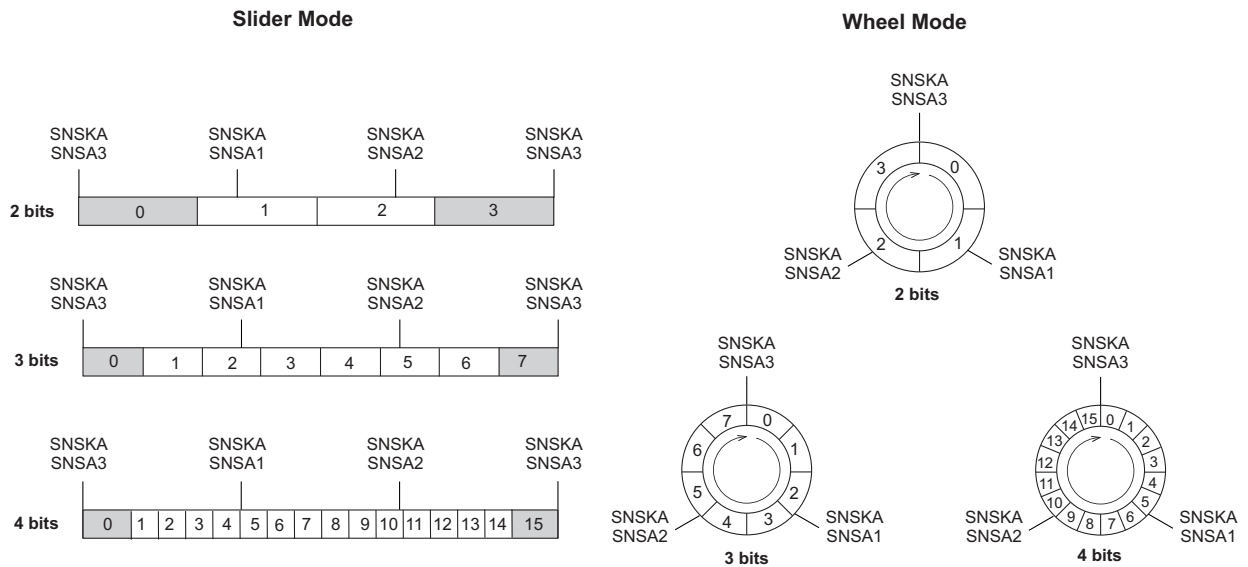 Slider Mode
SNSKA SNSKA SNSKA SNSKA
SNSA3 SNSA1 SNSA2 SNSA3
2 bits 0 1 2 3
SNSKA SNSKA SNSKA SNSKA
SNSA3 SNSA1 SNSA2 SNSA3
3 bits 0 1 2 3 4 5 6 7
SNSKA SNSKA SNSKA SNSKA
SNSA3 SNSA1 SNSA2 SNSA3
4 bits 0 1 2 3 4 5 6 7 8 9 10 11 12 13 14 15
Wheel Mode
SNSKA
SNSA3
3 0
2 1
SNSKA SNSKA
SNSA2 SNSA1
2 bits
SNSKA
SNSA3
7 0
6 1
5 2
4 3
SNSKA SNSKA
SNSA2 SNSA1
3 bits
SNSKA
SNSA3
15 0
14 1
13 2
12 3
11 4
10 5
9 8 7 6
SNSKA SNSKA
SNSA2 SNSA1
4 bits